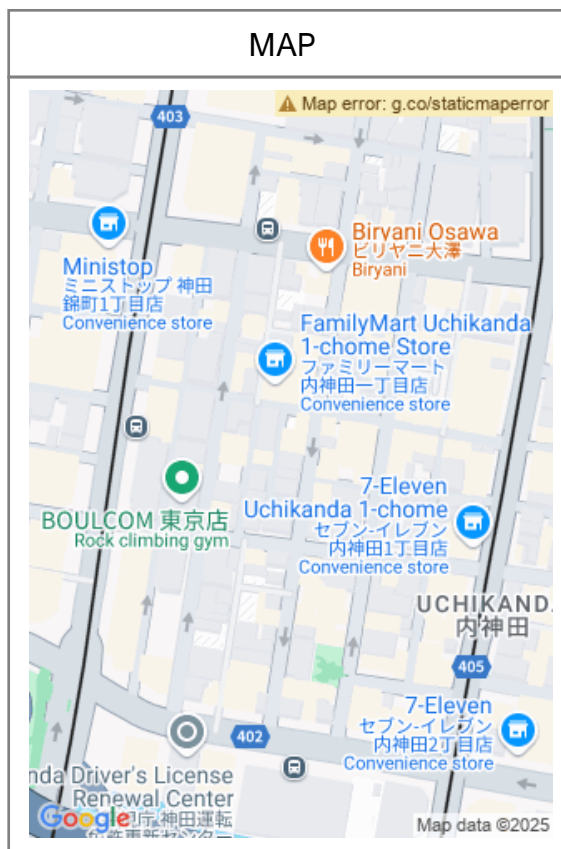 MAP
Map error: g.co/staticmaperror
403
Biryani Osawa
ビリヤニ大澤
Biryani
Ministop
ミニストップ 神田
錦町1丁目店
Convenience store
FamilyMart Uchikanda
1-chome Store
ファミリーマート
内神田一丁目店
Convenience store
7-Eleven
Uchikanda 1-chome
セブン-イレブン
内神田1丁目店
Convenience store
BOULCOM 東京店
Rock climbing gym
UCHIKANDA
内神田
405
7-Eleven
セブン-イレブン
内神田2丁目店
Convenience store
402
nda Driver's License
Renewal Center
神田運転
Google
Map data ©2025